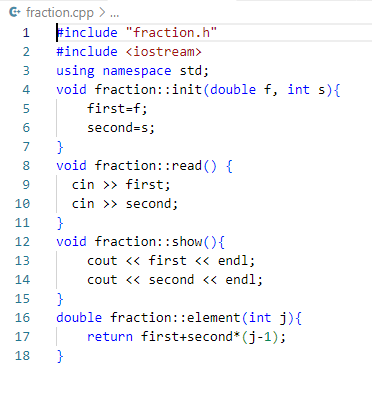 fraction.cpp > ...
1 #include "fraction.h"
2 #include <iostream>
3 using namespace std;
4 void fraction::init(double f, int s){
5     first=f;
6     second=s;
7 }
8 void fraction::read() {
9   cin >> first;
10   cin >> second;
11 }
12 void fraction::show(){
13     cout << first << endl;
14     cout << second << endl;
15 }
16 double fraction::element(int j){
17     return first+second*(j-1);
18 }